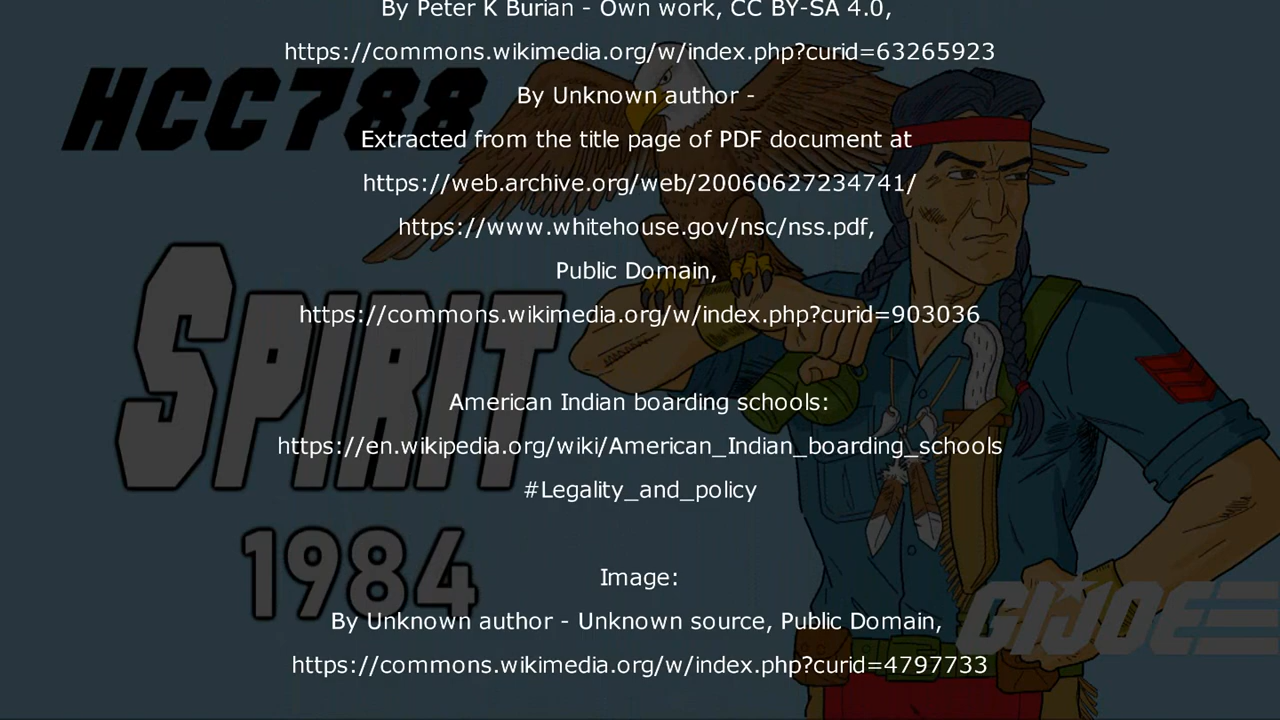 By Peter K Burian - Own work, CC BY-SA 4.0,
https://commons.wikimedia.org/w/index.php?curid=63265923
By Unknown author -
Extracted from the title page of PDF document at
https://web.archive.org/web/20060627234741/
https://www.whitehouse.gov/nsc/nss.pdf,
Public Domain,
https://commons.wikimedia.org/w/index.php?curid=903036
American Indian boarding schools:
https://en.wikipedia.org/wiki/American_Indian_boarding_schools
#Legality_and_policy
Image:
By Unknown author - Unknown source, Public Domain,
https://commons.wikimedia.org/w/index.php?curid=4797733
HCC788
SPIRIT
1984
GIJOE